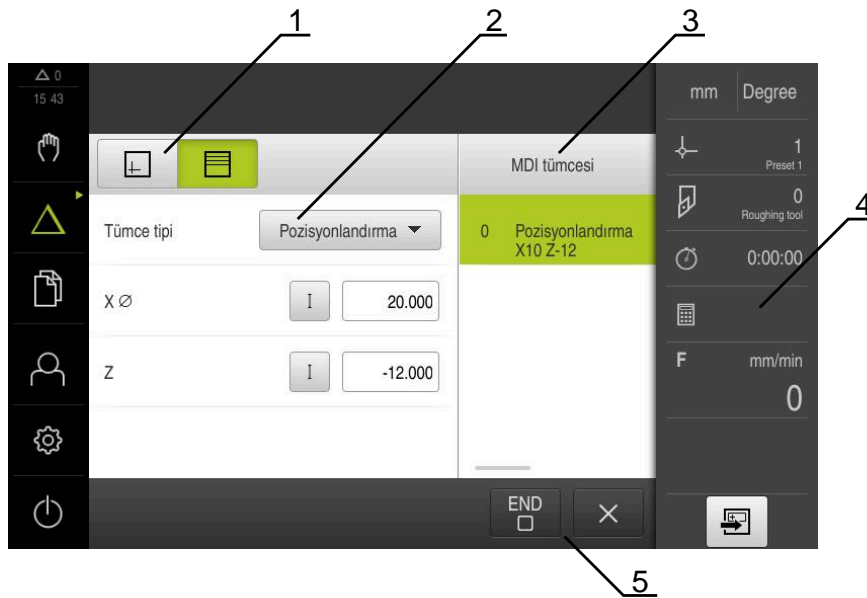 1
2
3
0
15 43
mm
Degree
1
Preset 1
MDI tümcesi
0
Roughing tool
4
Tümce tipi
Pozisyonlandırma
0 Pozisyonlandırma
X10 Z-12
0:00:00
X Ø
I
20.000
Z
I
-12.000
F
mm/min
0
END
5